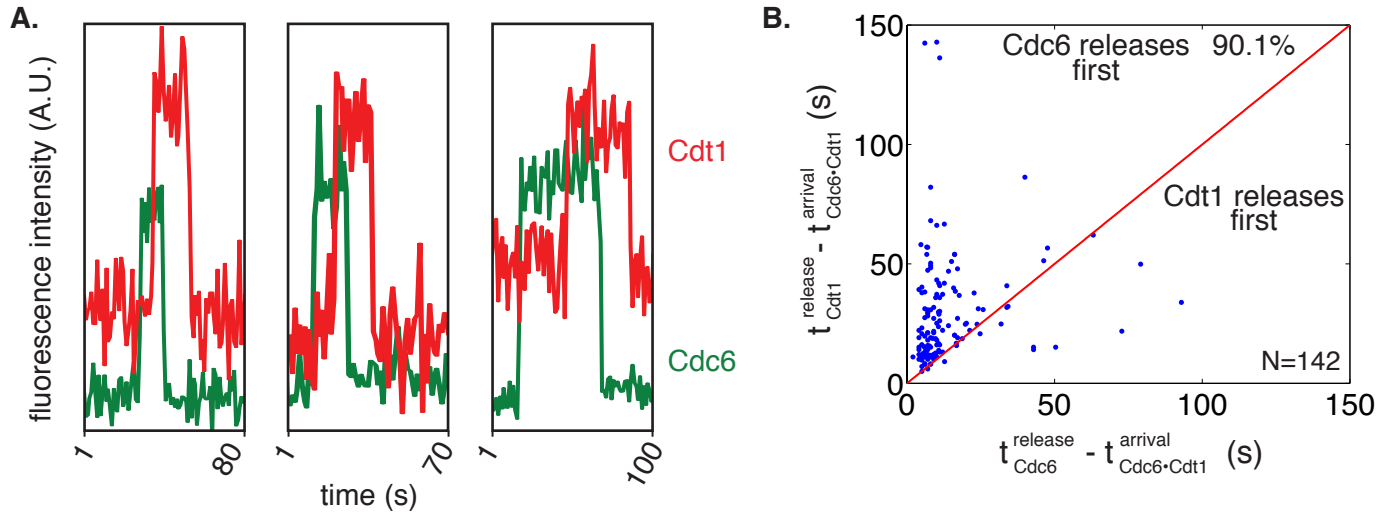 A.
fluorescence intensity (A.U.)
Cdt1
Cdc6
1
80
1
70
1
100
time (s)
B.
150
100
50
0
0
50
100
150
Cdc6 releases 90.1%
first
Cdt1 releases
first
N=142
t release Cdt1 - t arrival Cdc6•Cdt1 (s)
t release Cdc6 - t arrival Cdc6•Cdt1 (s)